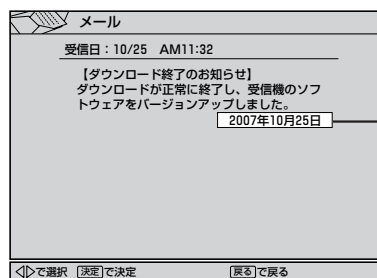 メール
受信日：10/25 AM11:32
【ダウンロード終了のお知らせ】
ダウンロードが正常に終了し、受信機のソフ
トウェアをバージョンアップしました。
2007年10月25日
◁▷で選択 決定で決定 戻るで戻る